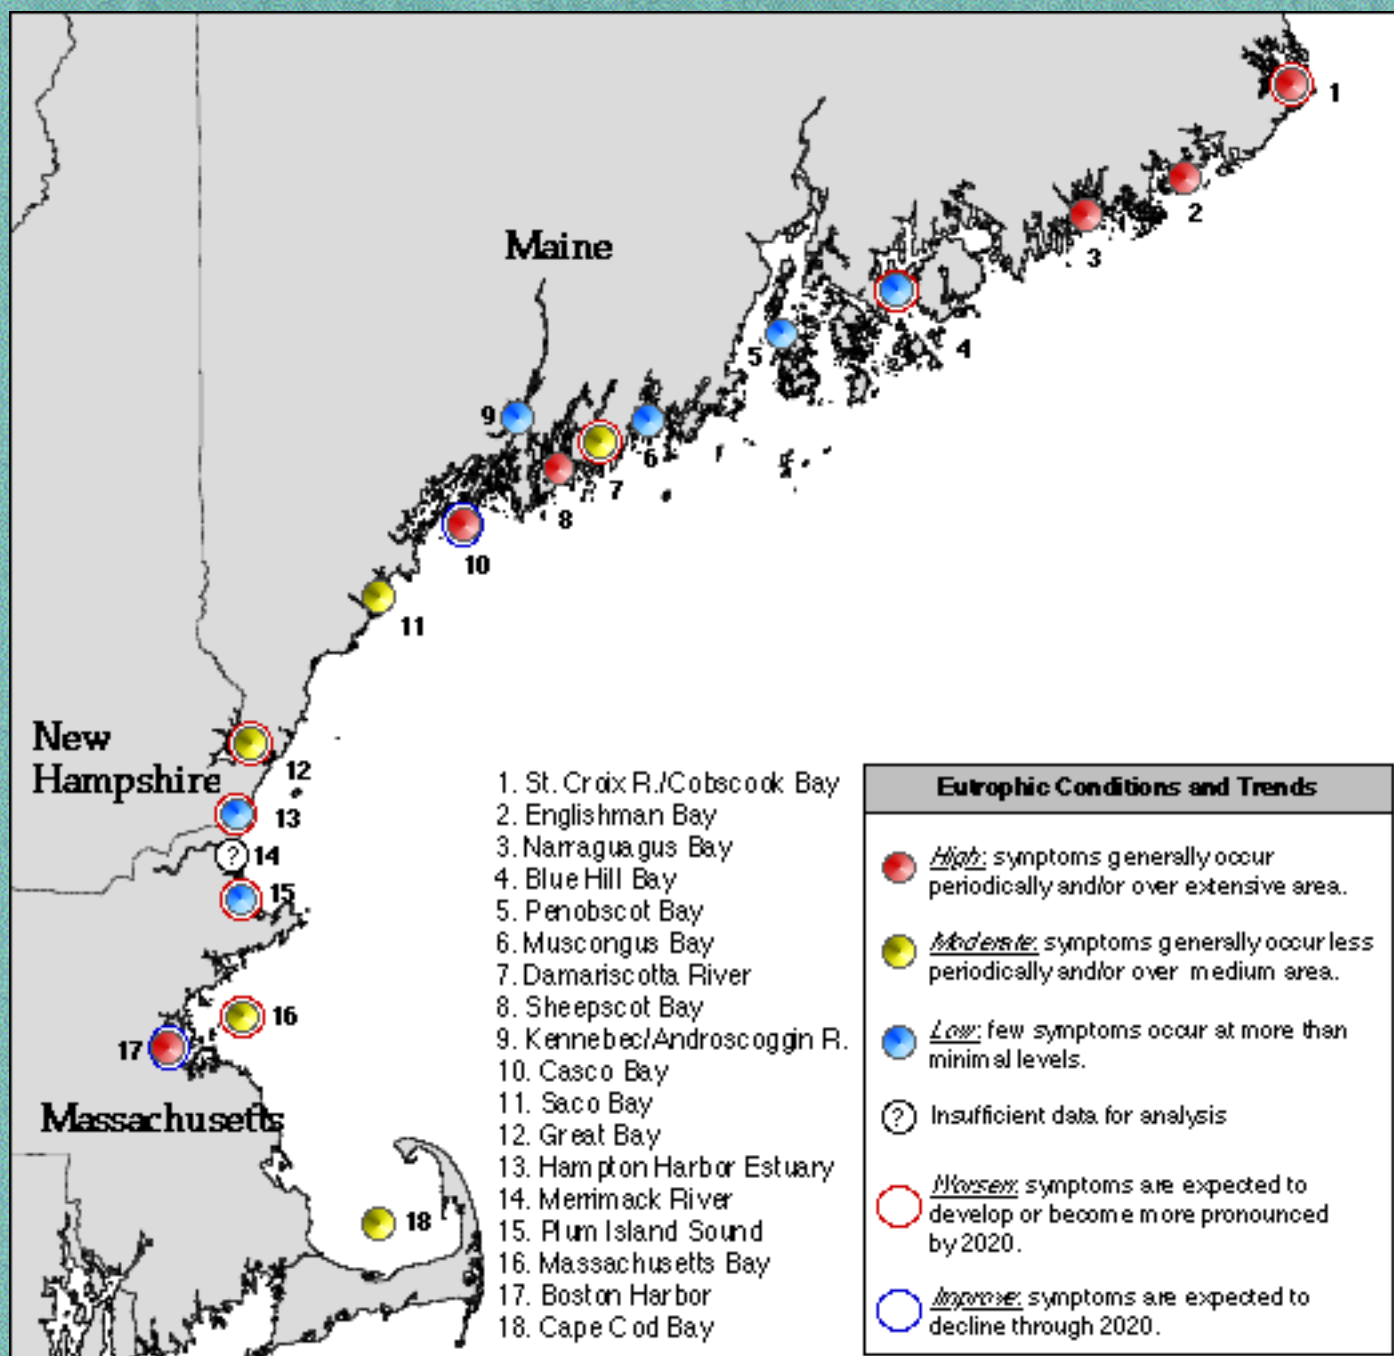 1
2
3
Maine
4
5
9
6
7
8
10
11
New
Hampshire
12
13
14
15
16
17
Massachusetts
18
1. St. Croix R./Cobscook Bay
2. Englishman Bay
3. Narraguagus Bay
4. Blue Hill Bay
5. Penobscot Bay
6. Muscongus Bay
7. Damariscotta River
8. Sheepscot Bay
9. Kennebec/Androscoggin R.
10. Casco Bay
11. Saco Bay
12. Great Bay
13. Hampton Harbor Estuary
14. Merrimack River
15. Plum Island Sound
16. Massachusetts Bay
17. Boston Harbor
18. Cape Cod Bay
Eutrophic Conditions and Trends
High: symptoms generally occur
periodically and/or over extensive area.
Moderate: symptoms generally occur less
periodically and/or over medium area.
Low: few symptoms occur at more than
minimal levels.
? Insufficient data for analysis
Worsen: symptoms are expected to
develop or become more pronounced
by 2020.
Improve: symptoms are expected to
decline through 2020.